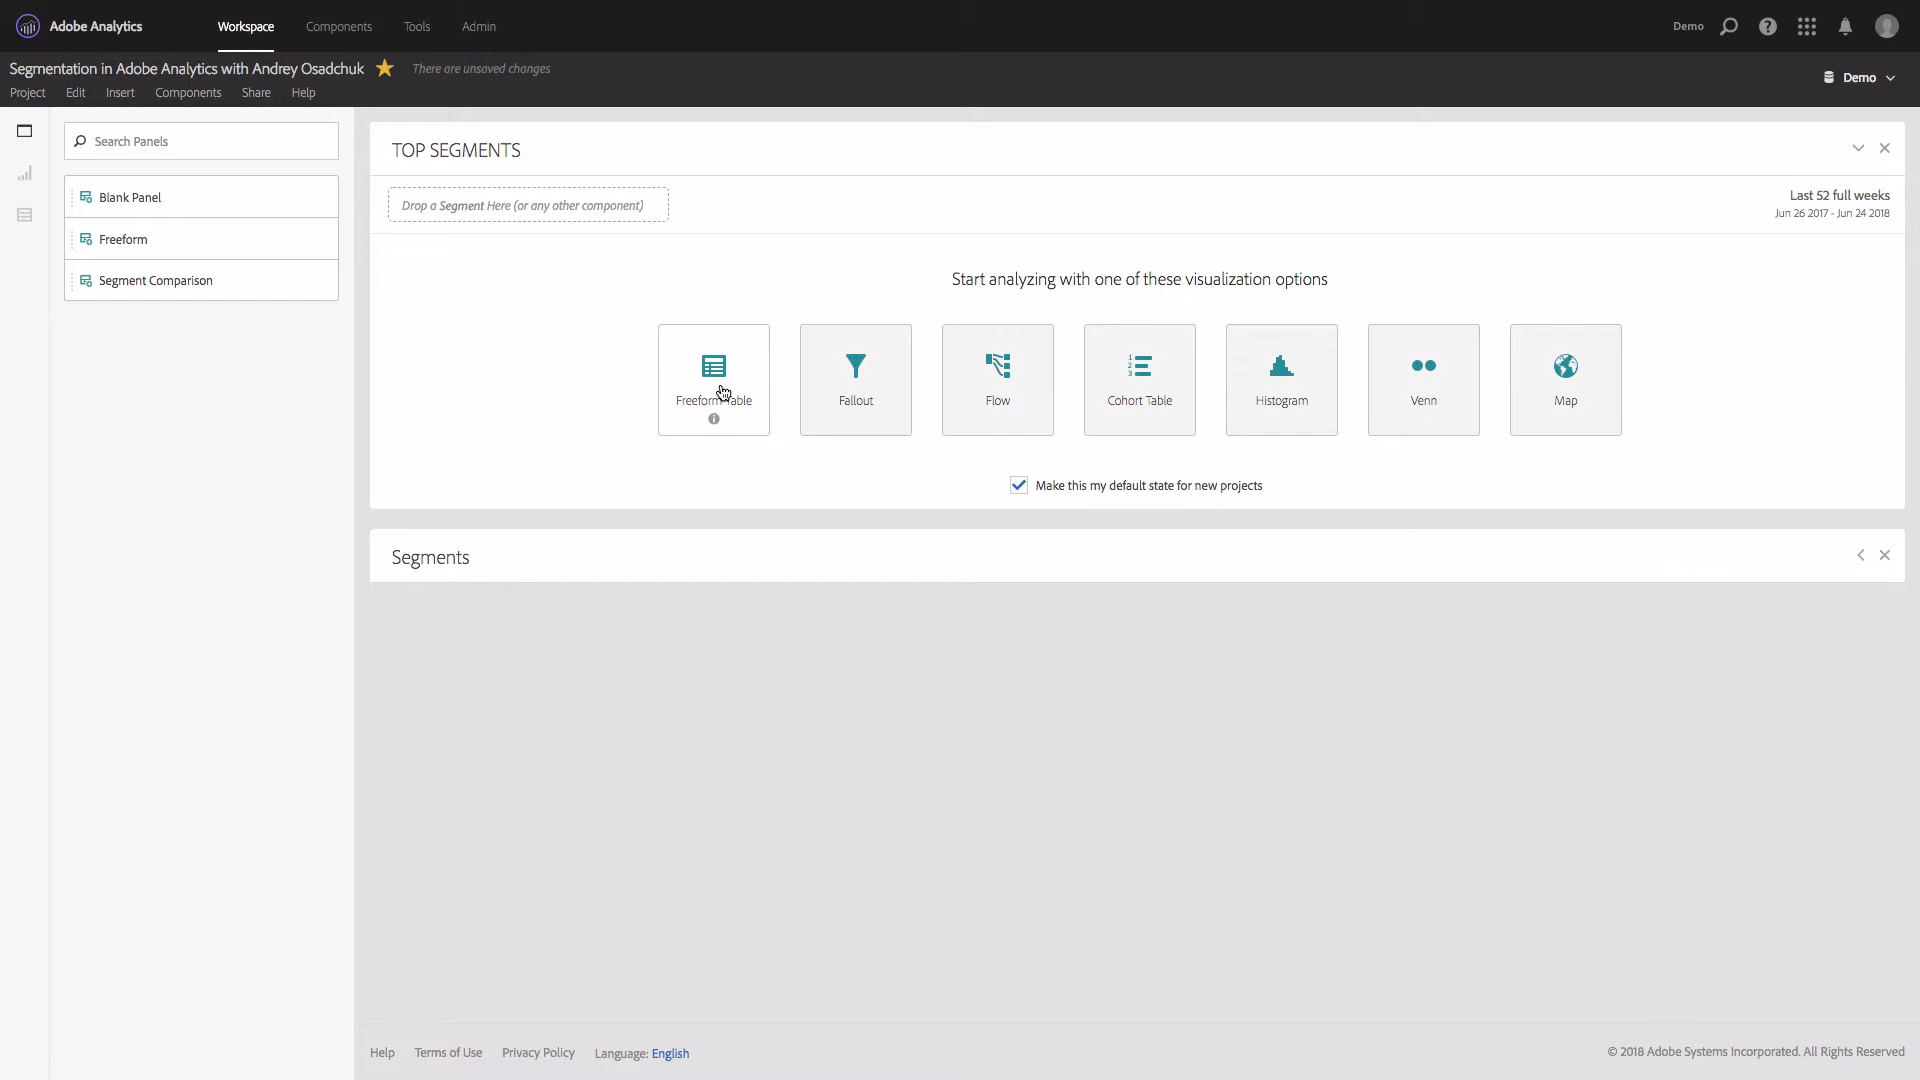 Adobe Analytics
Workspace
Components
Tools
Admin
Demo
Segmentation in Adobe Analytics with Andrey Osadchuk
There are unsaved changes
Project
Edit
Insert
Components
Share
Help
Demo
Search Panels
Blank Panel
Freeform
Segment Comparison
TOP SEGMENTS
Drop a Segment Here (or any other component)
Last 52 full weeks
Jun 26 2017 - Jun 24 2018
Start analyzing with one of these visualization options
Freeform Table
Fallout
Flow
Cohort Table
Histogram
Venn
Map
Make this my default state for new projects
Segments
Help
Terms of Use
Privacy Policy
Language: English
© 2018 Adobe Systems Incorporated. All Rights Reserved